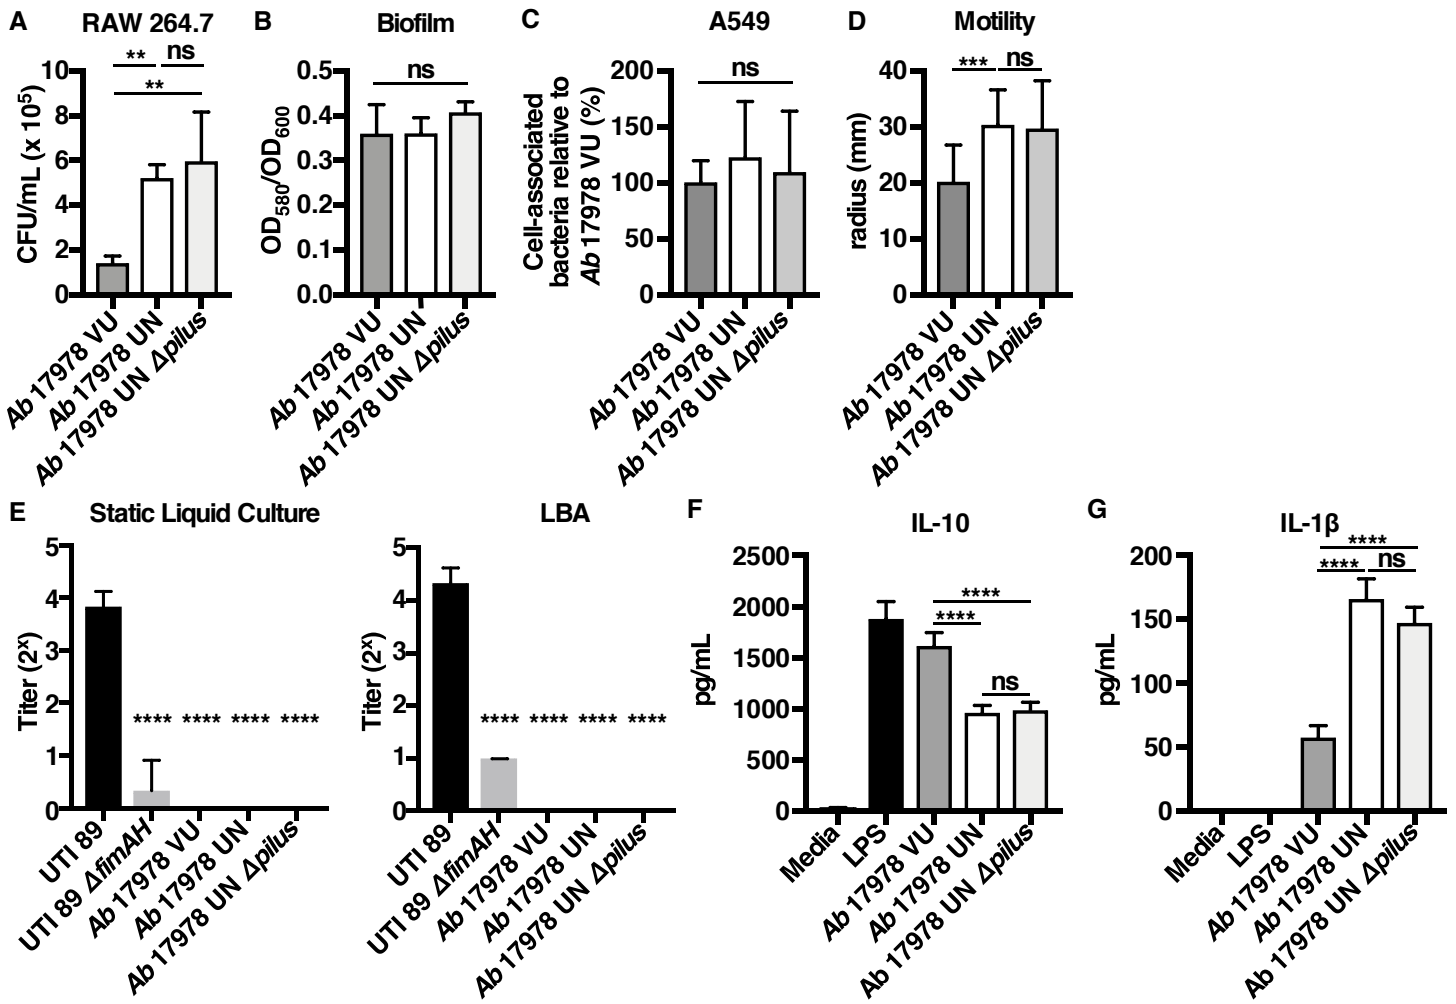 A RAW 264.7
** ns
**
CFU/mL (x 10⁵)
10
8
6
4
2
0
Ab 17978 VU
Ab 17978 UN
Ab 17978 UN Δpilus
B Biofilm
ns
OD₅₈₀/OD₆₀₀
0.5
0.4
0.3
0.2
0.1
0.0
Ab 17978 VU
Ab 17978 UN
Ab 17978 UN Δpilus
C A549
ns
Cell-associated
bacteria relative to
Ab 17978 VU (%)
200
150
100
50
0
Ab 17978 VU
Ab 17978 UN
Ab 17978 UN Δpilus
D Motility
*** ns
radius (mm)
40
30
20
10
0
Ab 17978 VU
Ab 17978 UN
Ab 17978 UN Δpilus
E Static Liquid Culture
Titer (2ˣ)
5
4
3
2
1
0
**** **** **** ****
UTI 89
UTI 89 ΔfimAH
Ab 17978 VU
Ab 17978 UN
Ab 17978 UN Δpilus
LBA
Titer (2ˣ)
5
4
3
2
1
0
**** **** **** ****
UTI 89
UTI 89 ΔfimAH
Ab 17978 VU
Ab 17978 UN
Ab 17978 UN Δpilus
F IL-10
pg/mL
2500
2000
1500
1000
500
0
****
****
ns
Media
LPS
Ab 17978 VU
Ab 17978 UN
Ab 17978 UN Δpilus
G IL-1β
pg/mL
200
150
100
50
0
****
**** ns
Media
LPS
Ab 17978 VU
Ab 17978 UN
Ab 17978 UN Δpilus